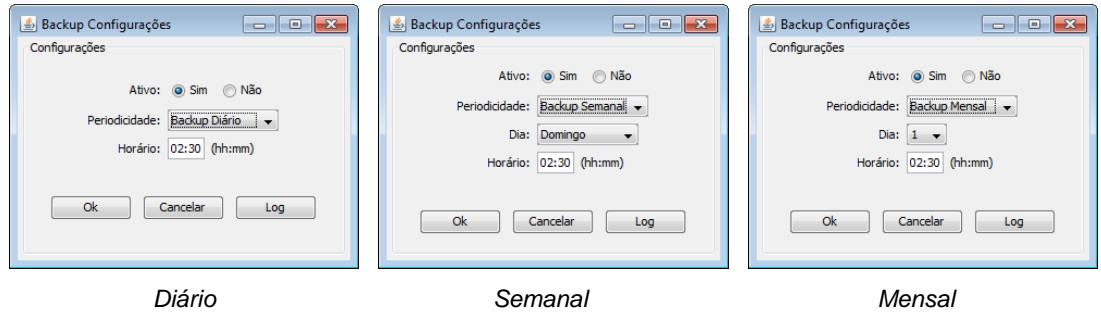 Backup Configurações
Configurações
Ativo: Sim Não
Periodicidade: Backup Diário
Horário: 02:30 (hh:mm)
Ok Cancelar Log
Diário
Backup Configurações
Configurações
Ativo: Sim Não
Periodicidade: Backup Semanal
Dia: Domingo
Horário: 02:30 (hh:mm)
Ok Cancelar Log
Semanal
Backup Configurações
Configurações
Ativo: Sim Não
Periodicidade: Backup Mensal
Dia: 1
Horário: 02:30 (hh:mm)
Ok Cancelar Log
Mensal